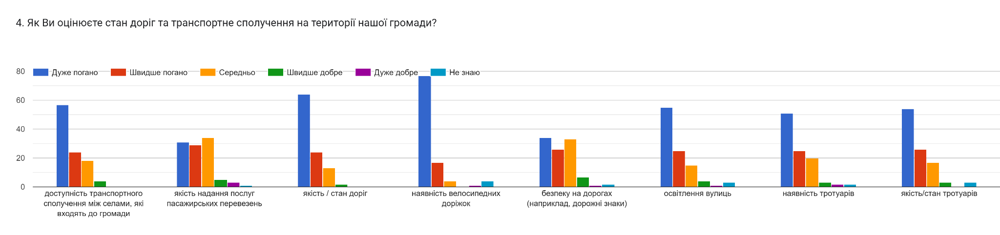 4. Як Ви оцінюєте стан доріг та транспортне сполучення на території нашої громади?
80
Дуже погано
Швидше погано
Середньо
Швидше добре
Дуже добре
Не знаю
60
40
20
0
доступність транспортного
сполучення між селами, які
входять до громади
якість надання послуг
пасажирських перевезень
якість / стан доріг
наявність велосипедних
доріжок
безпеку на дорогах
(наприклад, дорожні знаки)
освітлення вулиць
наявність тротуарів
якість/стан тротуарів